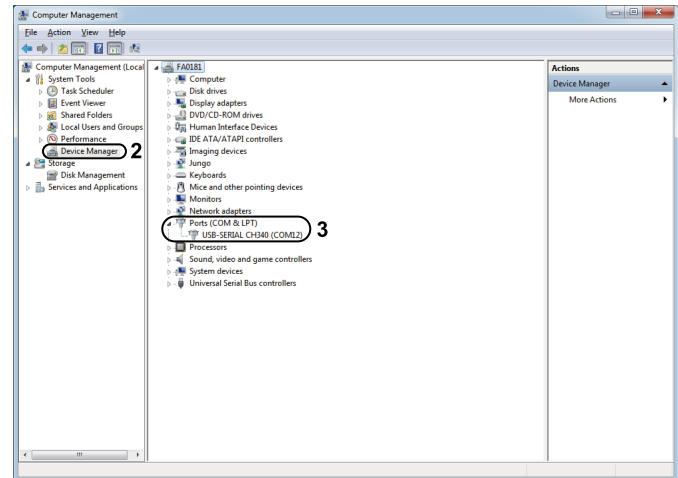 Computer Management
File Action View Help
Computer Management (Local
System Tools
Task Scheduler
Event Viewer
Shared Folders
Local Users and Groups
Performance
Device Manager 2
Storage
Disk Management
Services and Applications
FA0181
Computer
Disk drives
Display adapters
DVD/CD-ROM drives
Human Interface Devices
IDE ATA/ATAPI controllers
Imaging devices
Jungo
Keyboards
Mice and other pointing devices
Monitors
Network adapters
Ports (COM & LPT)
USB-SERIAL CH340 (COM12) 3
Processors
Sound, video and game controllers
System devices
Universal Serial Bus controllers
Actions
Device Manager
More Actions